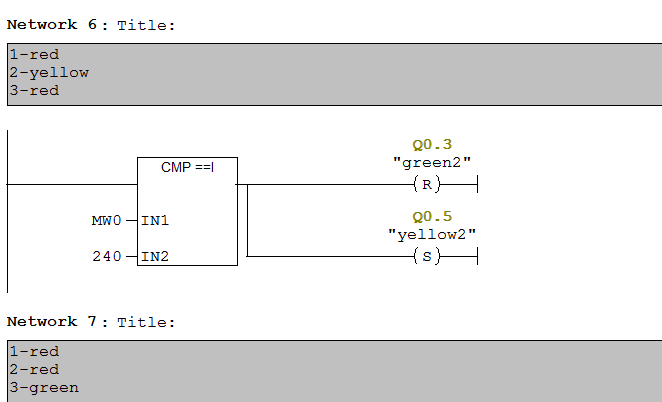 Network 6: Title:
1-red
2-yellow
3-red
Q0.3
CMP ==I
"green2"
R
Q0.5
MW0
IN1
"yellow2"
240
IN2
S
Network 7: Title:
1-red
2-red
3-green